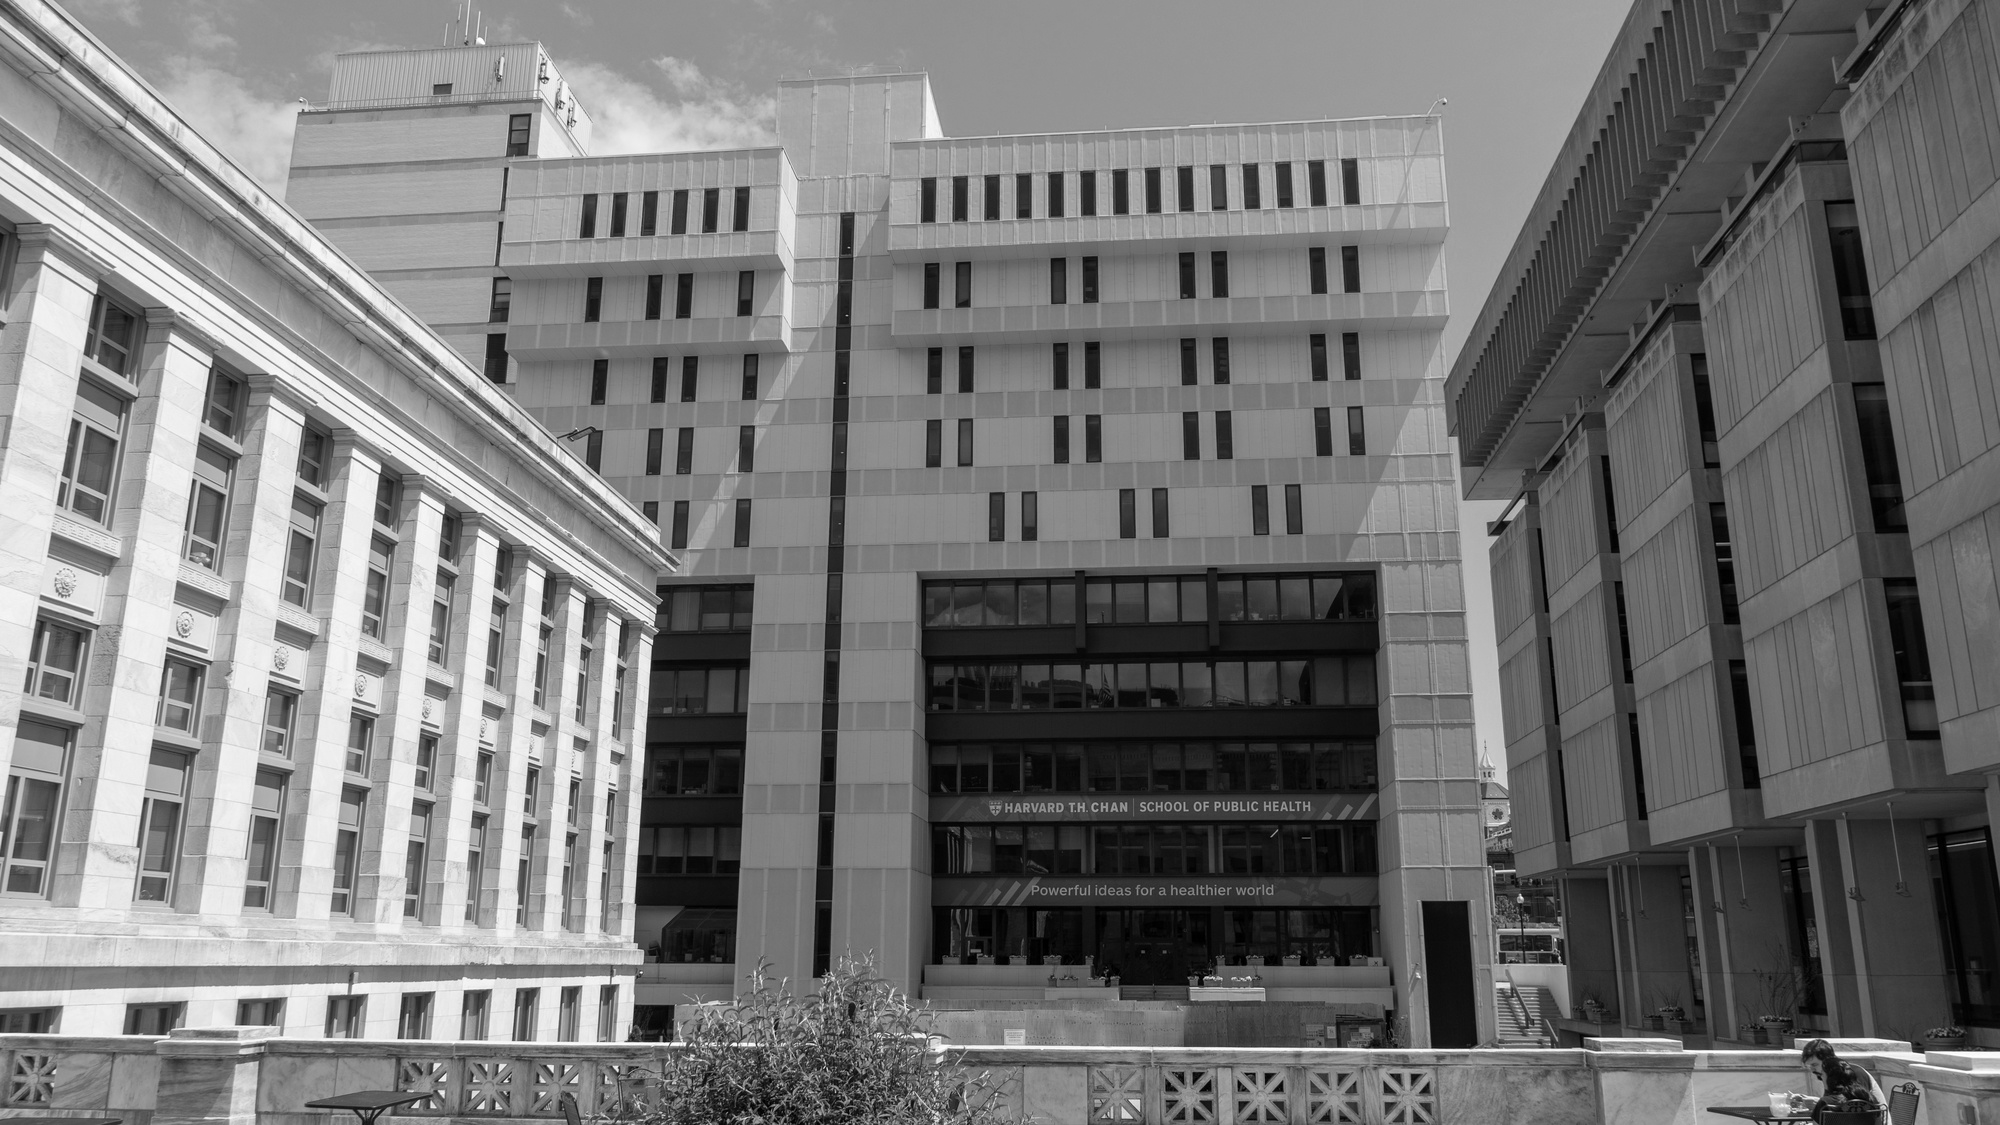 HARVARD T.H. CHAN | SCHOOL OF PUBLIC HEALTH
Powerful ideas for a healthier world